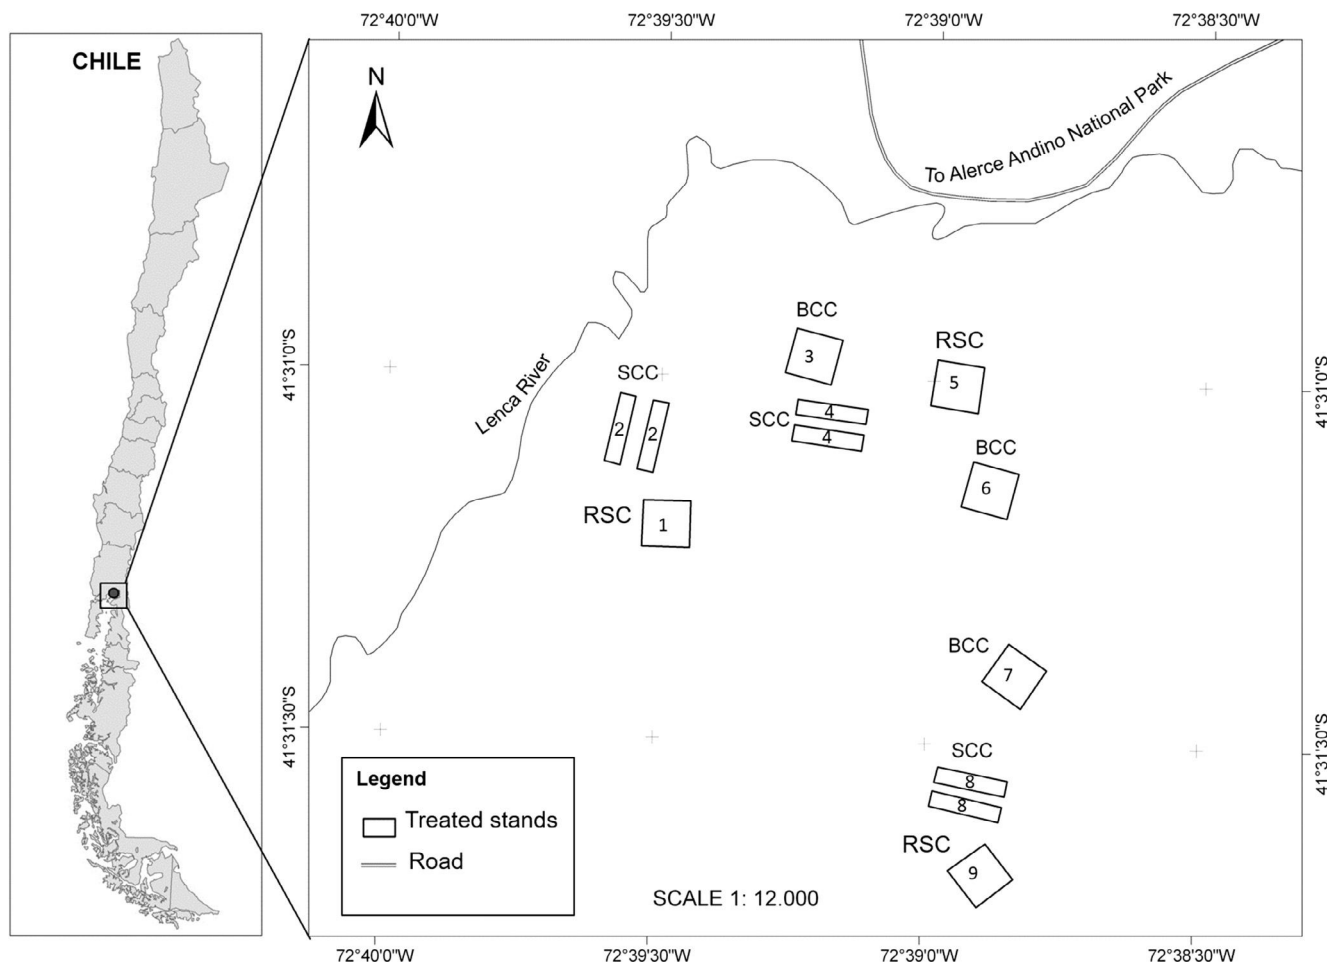 72°40'0"W 72°39'30"W 72°39'0"W 72°38'30"W
CHILE
N
To Alerce Andino National Park
Lenca River
41°31'0"S
41°31'0"S
BCC
3
RSC
5
SCC
2 2
SCC
4
4
BCC
6
RSC
1
BCC
7
41°31'30"S
41°31'30"S
SCC
8
8
RSC
9
Legend
Treated stands
Road
SCALE 1: 12.000
72°40'0"W 72°39'30"W 72°39'0"W 72°38'30"W